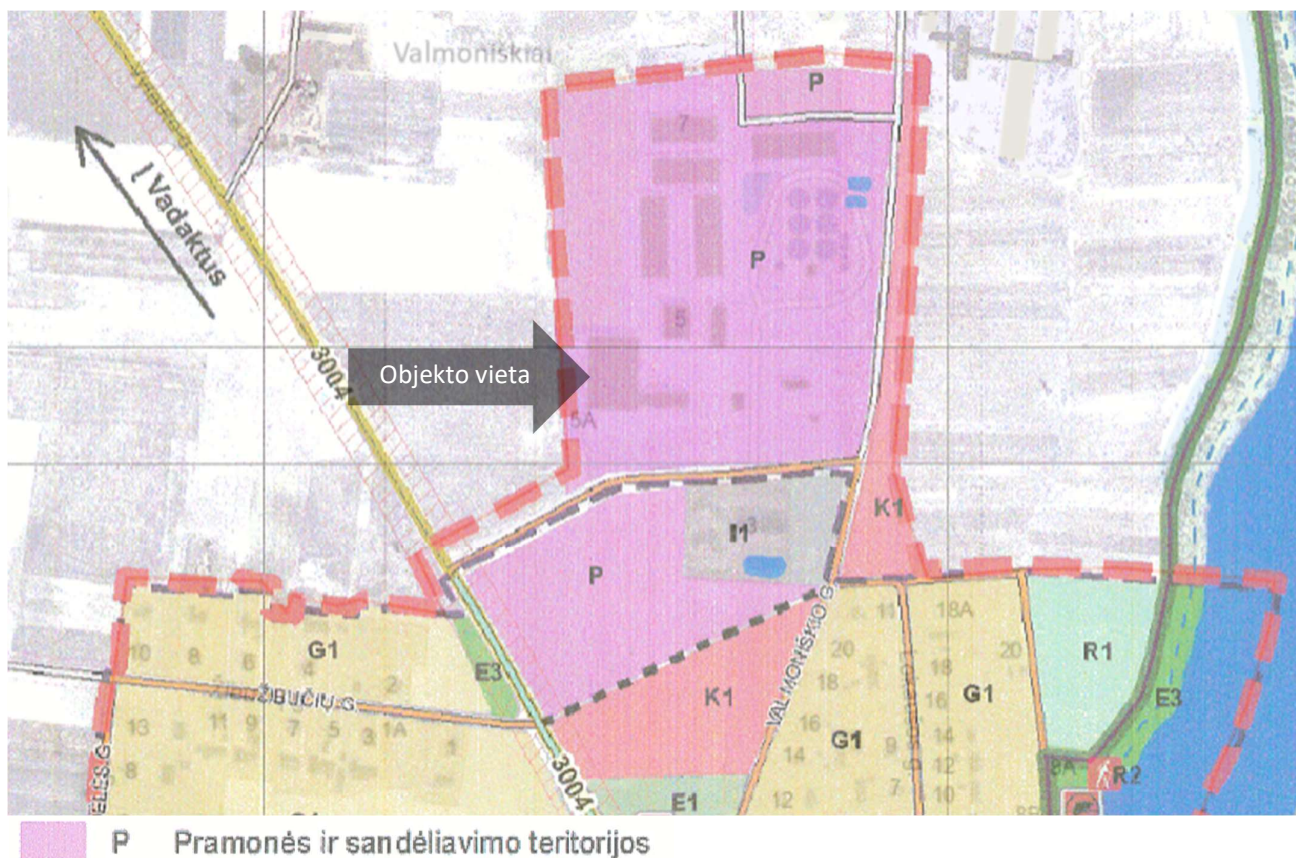 Valmoniškiai
P
7
Į Vadaktus
P
3004
Objekto vieta
5
5A
K1
I1
P
VALMONIŠKIO G
11
18A
10
8
6
4
2
G1
E3
20
18
16
14
12
20
18
16
14
12
10
R1
G1
E3
K1
ŽIBUČIŲ G
13
11
9
7
5
3
1A
1
8
G1
9
7
3004
E1
8A
R2
P Pramonės ir sandėliavimo teritorijos